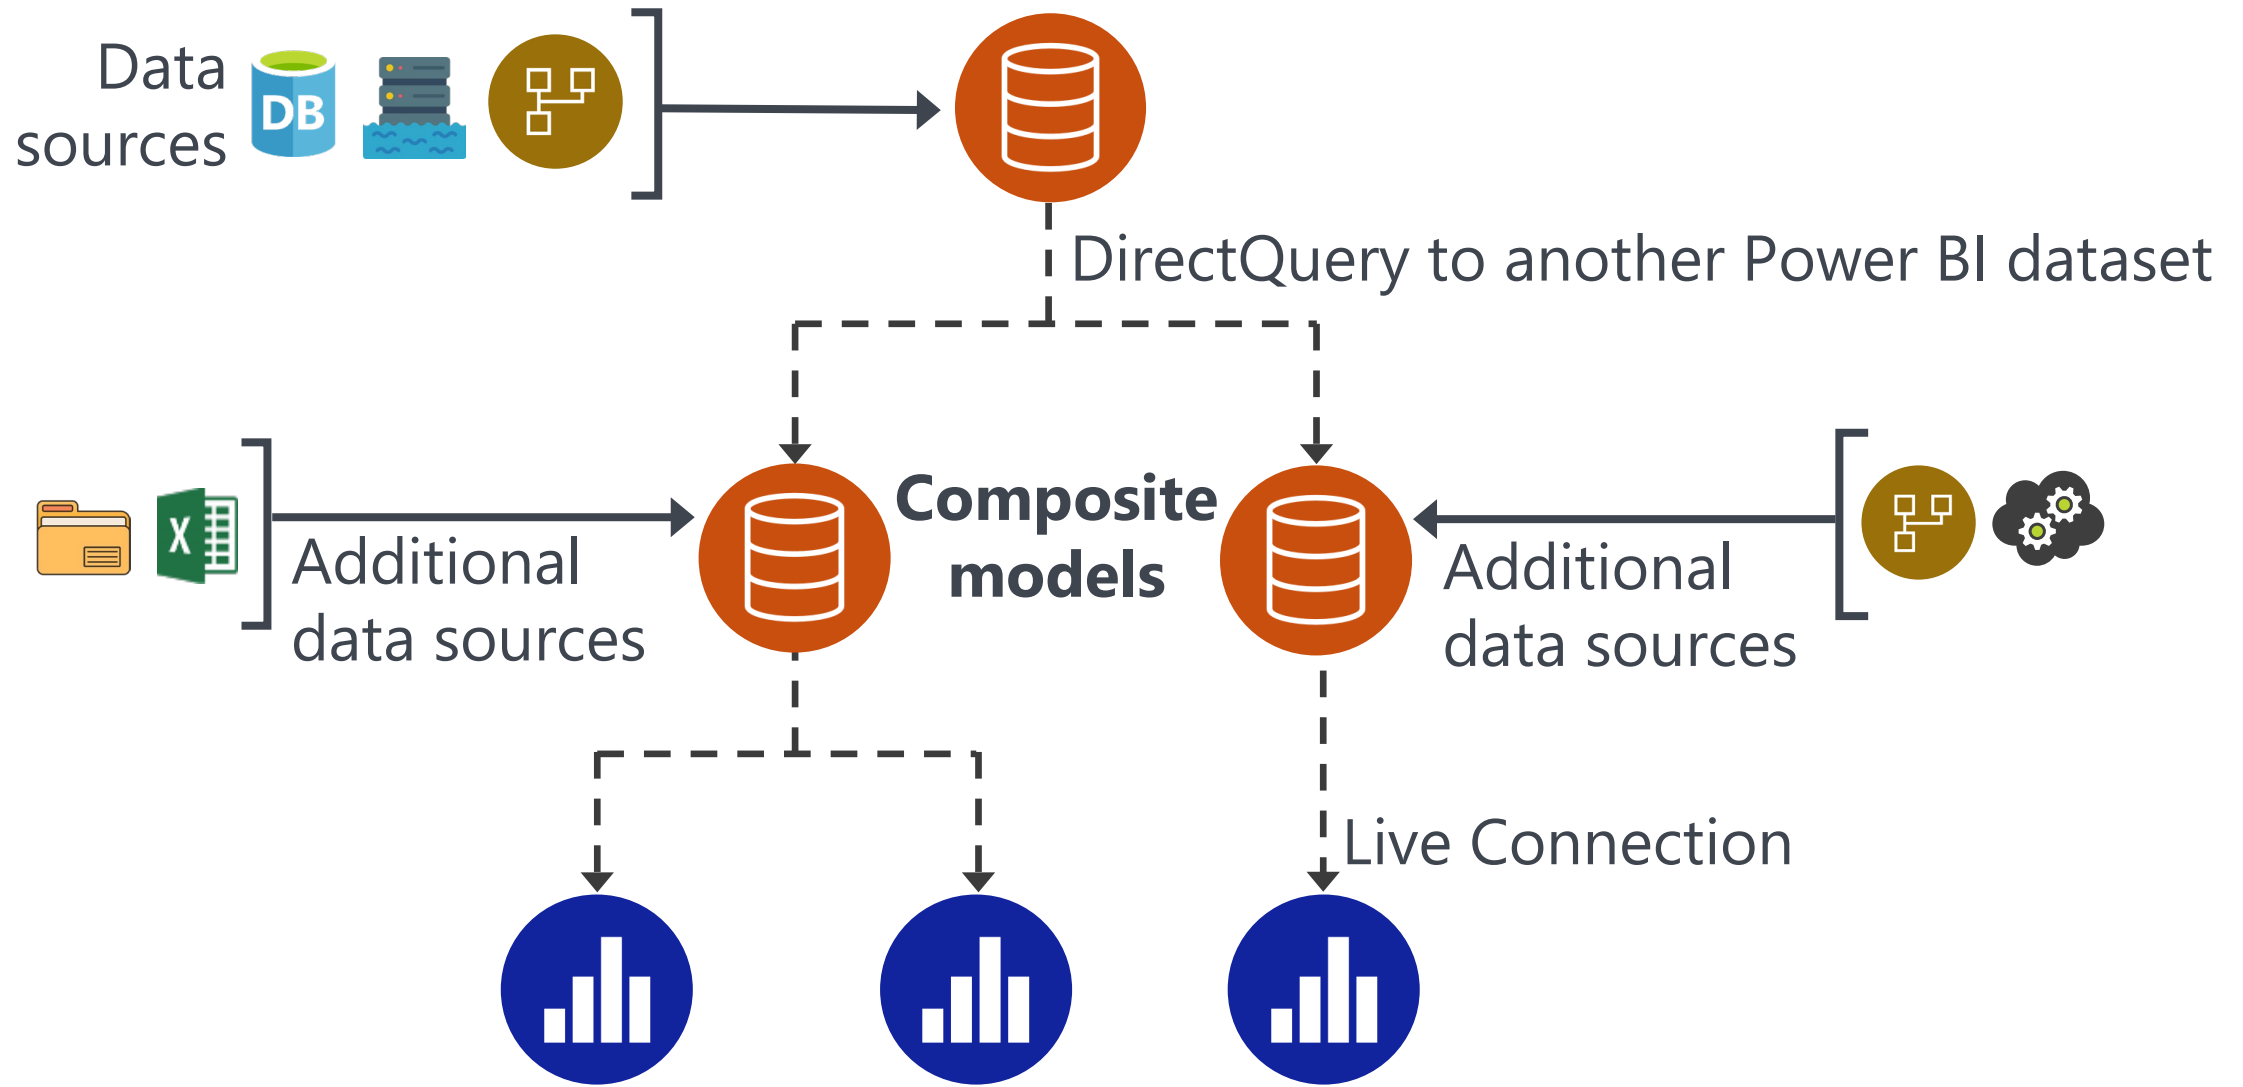 Data
sources
DB
DirectQuery to another Power BI dataset
X
Additional
data sources
Composite
models
Additional
data sources
Live Connection